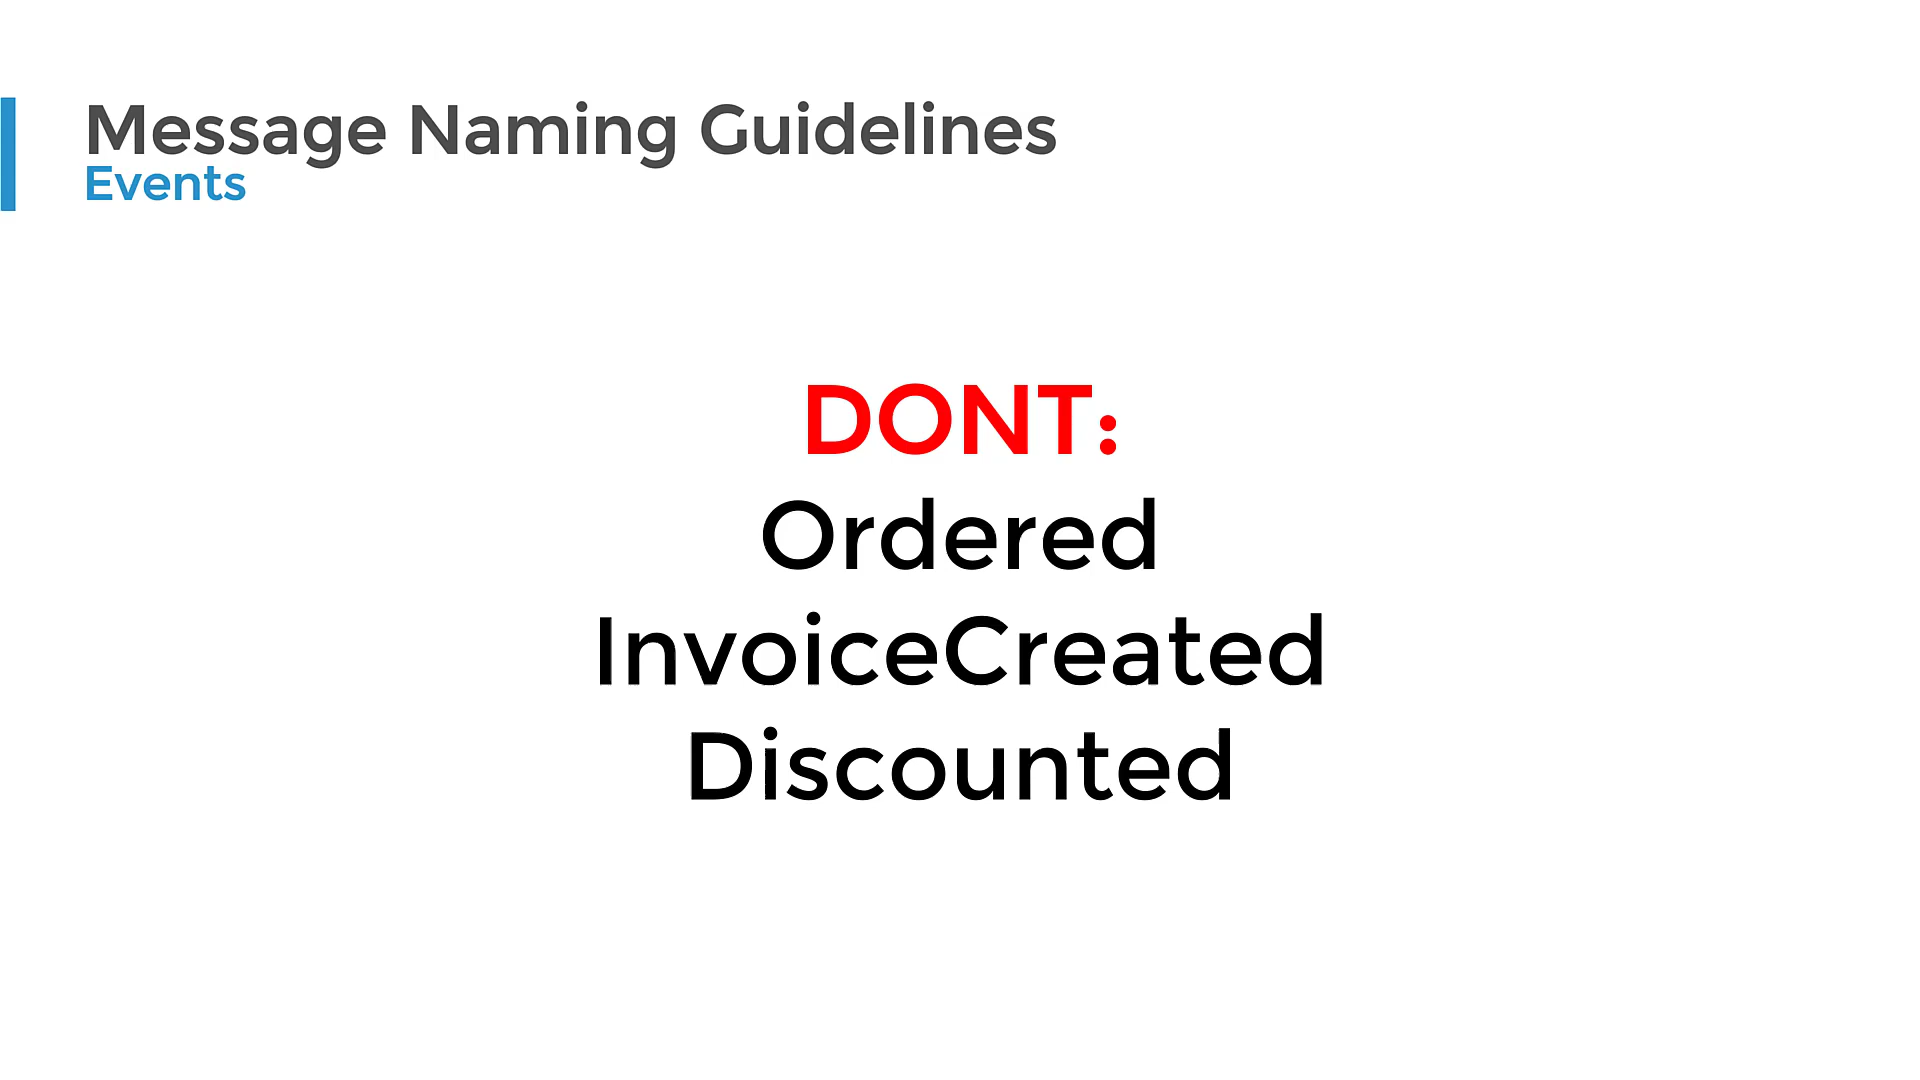 Message Naming Guidelines
Events
DONT:
Ordered
InvoiceCreated
Discounted